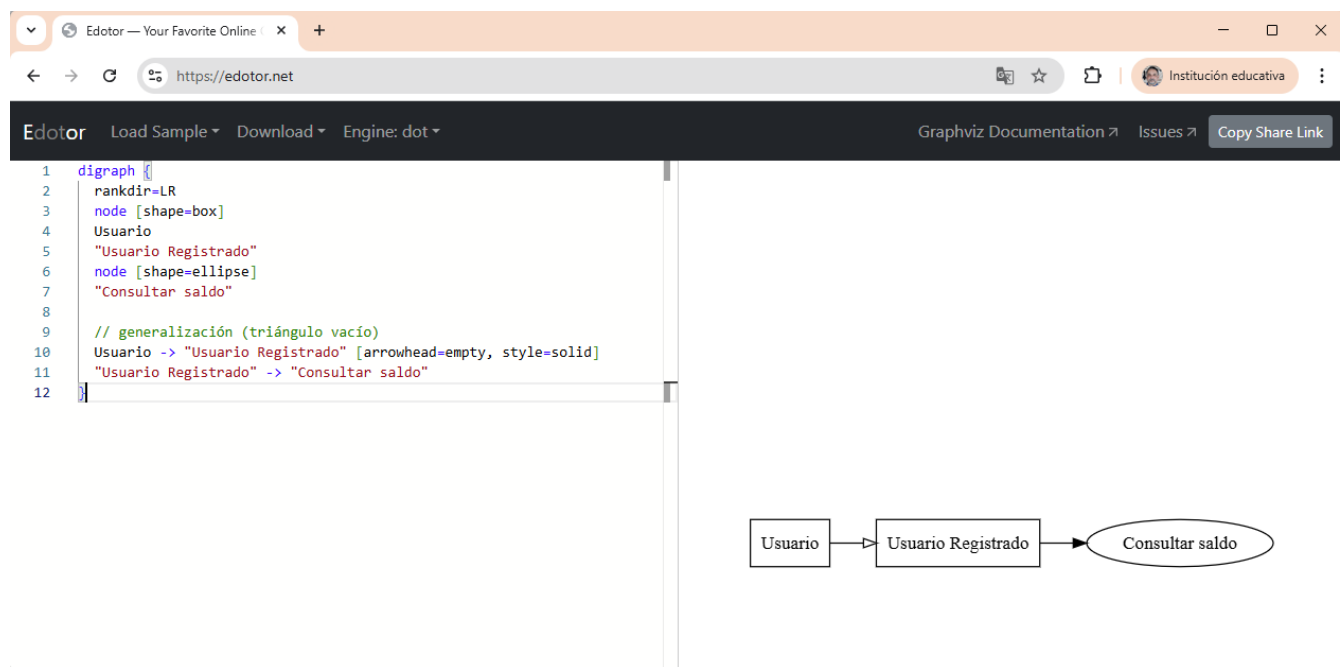 Edotor — Your Favorite Online
https://edotor.net
Institución educativa
Edotor Load Sample Download Engine: dot Graphviz Documentation Issues Copy Share Link
1 digraph {
2 rankdir=LR
3 node [shape=box]
4 Usuario
5 "Usuario Registrado"
6 node [shape=ellipse]
7 "Consultar saldo"
8
9 // generalización (triángulo vacío)
10 Usuario -> "Usuario Registrado" [arrowhead=empty, style=solid]
11 "Usuario Registrado" -> "Consultar saldo"
12 }
Usuario Usuario Registrado Consultar saldo